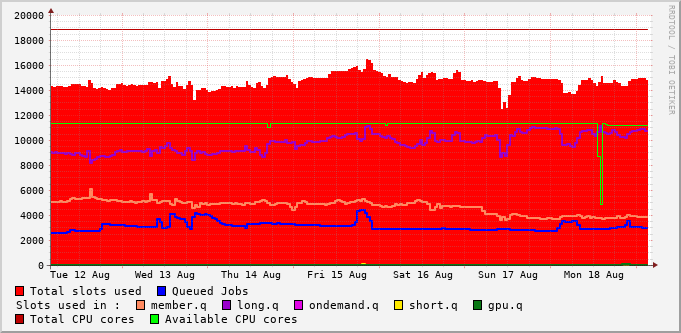 20000
18000
16000
14000
12000
10000
8000
6000
4000
2000
0
Tue 12 Aug Wed 13 Aug Thu 14 Aug Fri 15 Aug Sat 16 Aug Sun 17 Aug Mon 18 Aug
Total slots used Queued Jobs
Slots used in : member.q long.q ondemand.q short.q gpu.q
Total CPU cores Available CPU cores
RRDTOOL / TOBI OETIKER